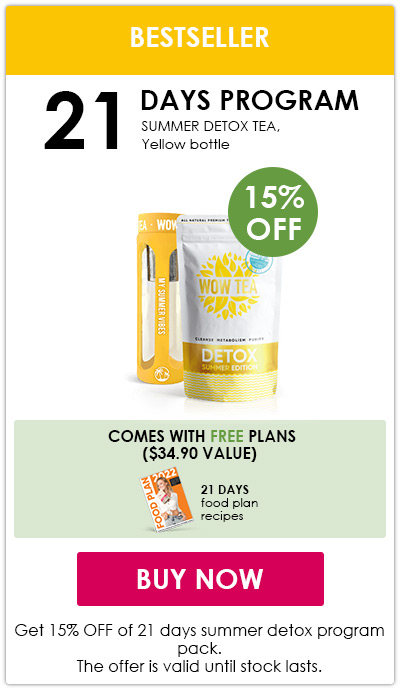 BESTSELLER
21
DAYS PROGRAM
SUMMER DETOX TEA,
Yellow bottle
15%
OFF
TEA · WOW
MY SUMMER VIBES
ALL NATURAL PREMIUM T
WOW TEA
CLEANSE METABOLISM PURIFY
DETOX
SUMMER EDITION
COMES WITH FREE PLANS
($34.90 VALUE)
FOOD PLAN
2022
21 DAYS
food plan
recipes
BUY NOW
Get 15% OFF of 21 days summer detox program
pack.
The offer is valid until stock lasts.